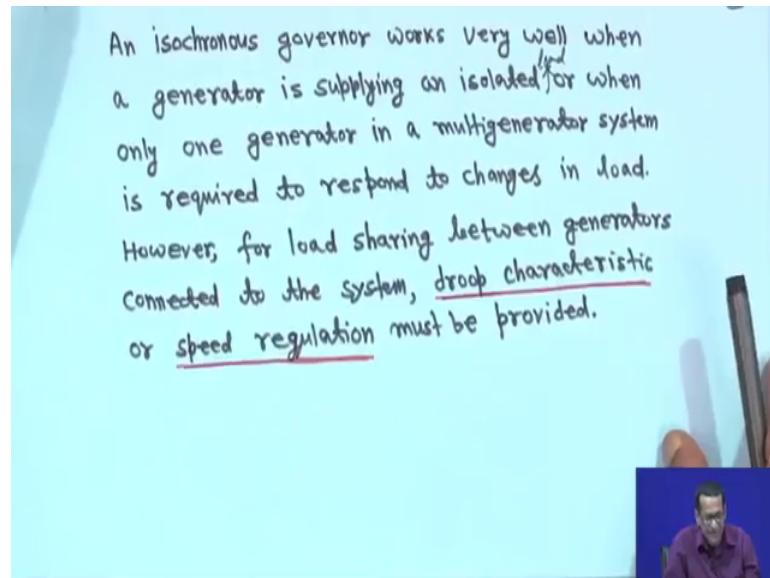 An isochronous governor works very well when
a generator is supplying an isolated load or when
only one generator in a multigenerator system
is required to respond to changes in load.
However, for load sharing between generators
connected to the system, droop characteristic
or speed regulation must be provided.